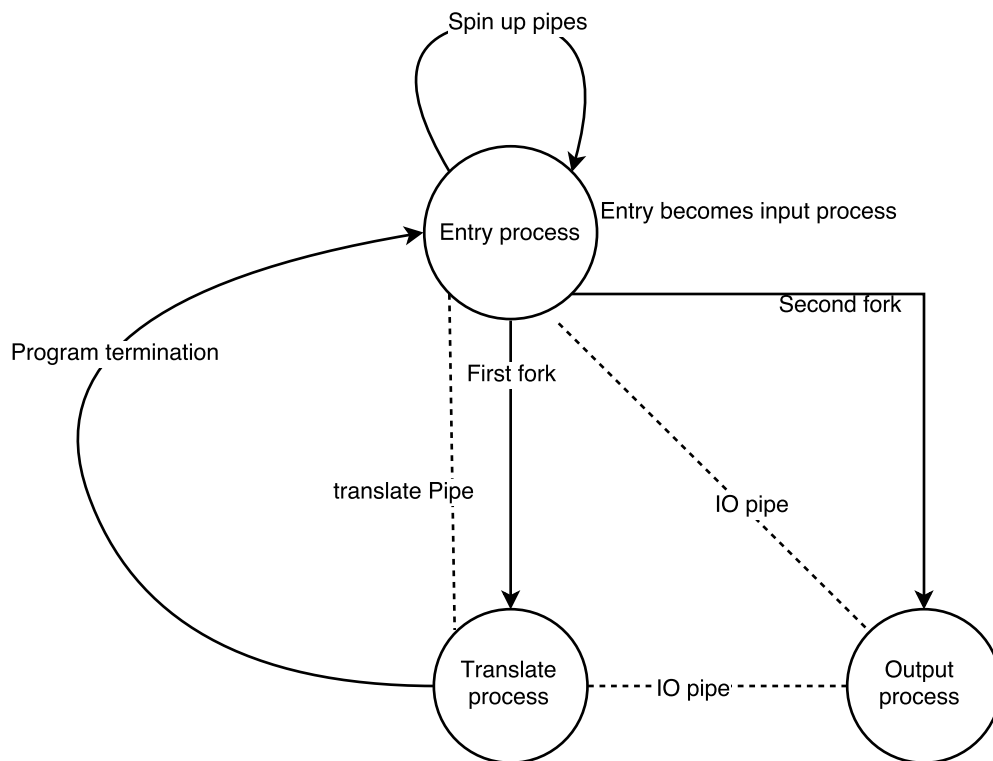 Spin up pipes
Entry becomes input process
Entry process
Second fork
Program termination
First fork
translate Pipe
IO pipe
Translate
process
IO pipe
Output
process